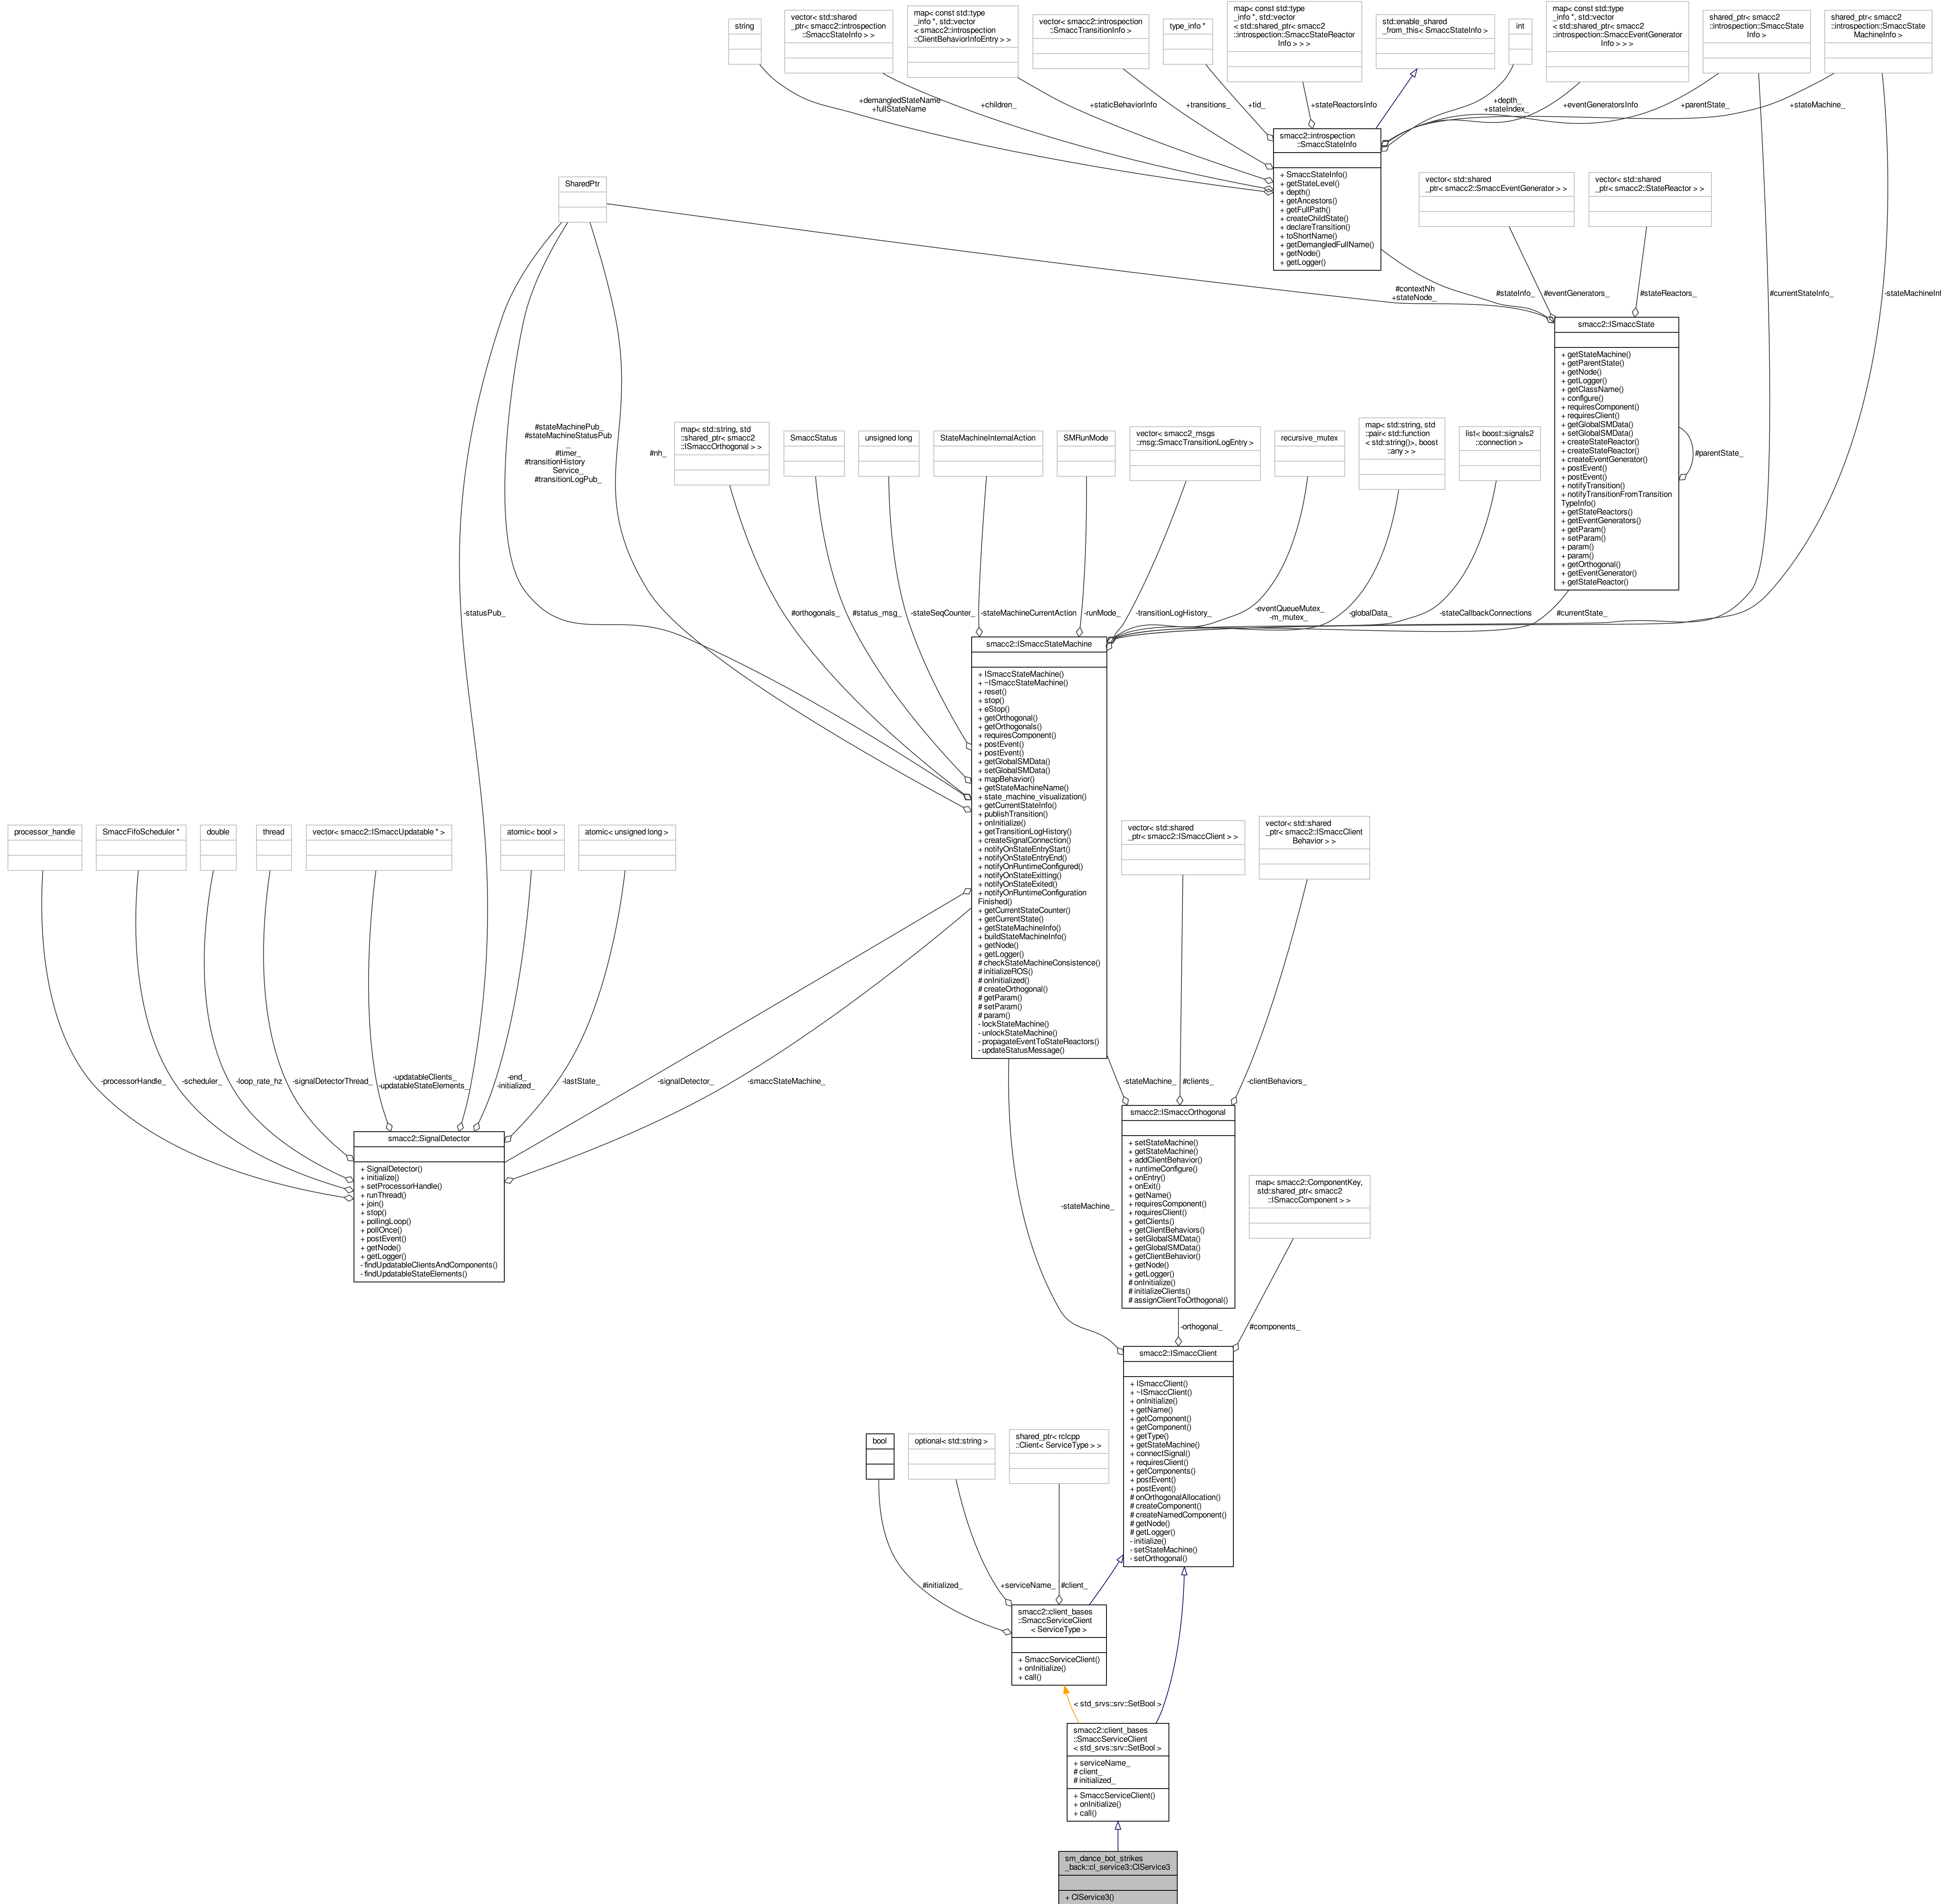 string
vector< std::shared
_ptr< smacc2::introspection
::SmaccStateInfo > >
map< const std::type
_info *, std::vector
< smacc2::introspection
::ClientBehaviorInfoEntry > >
vector< smacc2::introspection
::SmaccTransitionInfo >
type_info *
map< const std::type
_info *, std::vector
< std::shared_ptr< smacc2
::introspection::SmaccStateReactor
Info > > >
std::enable_shared
_from_this< SmaccStateInfo >
int
map< const std::type
_info *, std::vector
< std::shared_ptr< smacc2
::introspection::SmaccEventGenerator
Info > > >
shared_ptr< smacc2
::introspection::SmaccState
Info >
shared_ptr< smacc2
::introspection::SmaccState
MachineInfo >
+demangledStateName
+fullStateName
+children_
+staticBehaviorInfo
+transitions_
+tid_
+stateReactorsInfo
+depth_
+stateIndex_
+eventGeneratorsInfo
+parentState_
+stateMachine_
smacc2::introspection
::SmaccStateInfo
+ SmaccStateInfo()
+ getStateLevel()
+ depth()
+ getAncestors()
+ getFullPath()
+ createChildState()
+ declareTransition()
+ toShortName()
+ getDemangledFullName()
+ getNode()
+ getLogger()
SharedPtr
vector< std::shared
_ptr< smacc2::SmaccEventGenerator > >
vector< std::shared
_ptr< smacc2::StateReactor > >
#contextNh
+stateNode_
#stateInfo_
#eventGenerators_
#stateReactors_
#currentStateInfo_
-stateMachineInf
smacc2::ISmaccState
+ getStateMachine()
+ getParentState()
+ getNode()
+ getLogger()
+ getClassName()
+ configure()
+ requiresComponent()
+ requiresClient()
+ getGlobalSMData()
+ setGlobalSMData()
+ createStateReactor()
+ createStateReactor()
+ createEventGenerator()
+ postEvent()
+ postEvent()
+ notifyTransition()
+ notifyTransitionFromTransition
TypeInfo()
+ getStateReactors()
+ getEventGenerators()
+ getParam()
+ setParam()
+ param()
+ param()
+ getOrthogonal()
+ getEventGenerator()
+ getStateReactor()
#parentState_
#stateMachinePub_
#stateMachineStatusPub
_
#timer_
#transitionHistory
Service_
#transitionLogPub_
#nh_
map< std::string, std
::shared_ptr< smacc2
::ISmaccOrthogonal > >
SmaccStatus
unsigned long
StateMachineInternalAction
SMRunMode
vector< smacc2_msgs
::msg::SmaccTransitionLogEntry >
recursive_mutex
map< std::string, std
::pair< std::function
< std::string()>, boost
::any > >
list< boost::signals2
::connection >
-statusPub_
#orthogonals_
#status_msg_
-stateSeqCounter_
-stateMachineCurrentAction
-runMode_
-transitionLogHistory_
-eventQueueMutex_
-m_mutex_
-globalData_
-stateCallbackConnections
#currentState_
smacc2::ISmaccStateMachine
+ ISmaccStateMachine()
+ ~ISmaccStateMachine()
+ reset()
+ stop()
+ eStop()
+ getOrthogonal()
+ getOrthogonals()
+ requiresComponent()
+ postEvent()
+ postEvent()
+ getGlobalSMData()
+ setGlobalSMData()
+ mapBehavior()
+ getStateMachineName()
+ state_machine_visualization()
+ getCurrentStateInfo()
+ publishTransition()
+ onInitialize()
+ getTransitionLogHistory()
+ createSignalConnection()
+ notifyOnStateEntryStart()
+ notifyOnStateEntryEnd()
+ notifyOnRuntimeConfigured()
+ notifyOnStateExitting()
+ notifyOnStateExited()
+ notifyOnRuntimeConfiguration
Finished()
+ getCurrentStateCounter()
+ getCurrentState()
+ getStateMachineInfo()
+ buildStateMachineInfo()
+ getNode()
+ getLogger()
# checkStateMachineConsistence()
# initializeROS()
# onInitialized()
# createOrthogonal()
# getParam()
# setParam()
# param()
- lockStateMachine()
- unlockStateMachine()
- propagateEventToStateReactors()
- updateStatusMessage()
processor_handle
SmaccFifoScheduler *
double
thread
vector< smacc2::ISmaccUpdatable * >
atomic< bool >
atomic< unsigned long >
vector< std::shared
_ptr< smacc2::ISmaccClient > >
vector< std::shared
_ptr< smacc2::ISmaccClient
Behavior > >
-processorHandle_
-scheduler_
-loop_rate_hz
-signalDetectorThread_
-updatableClients_
-updatableStateElements_
-end_
-initialized_
-lastState_
-signalDetector_
-smaccStateMachine_
-stateMachine_
#clients_
-clientBehaviors_
smacc2::SignalDetector
+ SignalDetector()
+ initialize()
+ setProcessorHandle()
+ runThread()
+ join()
+ stop()
+ pollingLoop()
+ pollOnce()
+ postEvent()
+ getNode()
+ getLogger()
- findUpdatableClientsAndComponents()
- findUpdatableStateElements()
smacc2::ISmaccOrthogonal
+ setStateMachine()
+ getStateMachine()
+ addClientBehavior()
+ runtimeConfigure()
+ onEntry()
+ onExit()
+ getName()
+ requiresComponent()
+ requiresClient()
+ getClients()
+ getClientBehaviors()
+ setGlobalSMData()
+ getGlobalSMData()
+ getClientBehavior()
+ getNode()
+ getLogger()
# onInitialize()
# initializeClients()
# assignClientToOrthogonal()
map< smacc2::ComponentKey,
std::shared_ptr< smacc2
::ISmaccComponent > >
-stateMachine_
-orthogonal_
#components_
smacc2::ISmaccClient
+ ISmaccClient()
+ ~ISmaccClient()
+ onInitialize()
+ getName()
+ getComponent()
+ getComponent()
+ getType()
+ getStateMachine()
+ connectSignal()
+ requiresClient()
+ getComponents()
+ postEvent()
+ postEvent()
# onOrthogonalAllocation()
# createComponent()
# createNamedComponent()
# getNode()
# getLogger()
- initialize()
- setStateMachine()
- setOrthogonal()
bool
optional< std::string >
shared_ptr< rclcpp
::Client< ServiceType > >
#initialized_
+serviceName_
#client_
smacc2::client_bases
::SmaccServiceClient
< ServiceType >
+ SmaccServiceClient()
+ onInitialize()
+ call()
< std_srvs::srv::SetBool >
smacc2::client_bases
::SmaccServiceClient
< std_srvs::srv::SetBool >
+ serviceName_
# client_
# initialized_
+ SmaccServiceClient()
+ onInitialize()
+ call()
sm_dance_bot_strikes
_back::cl_service3::ClService3
+ ClService3()